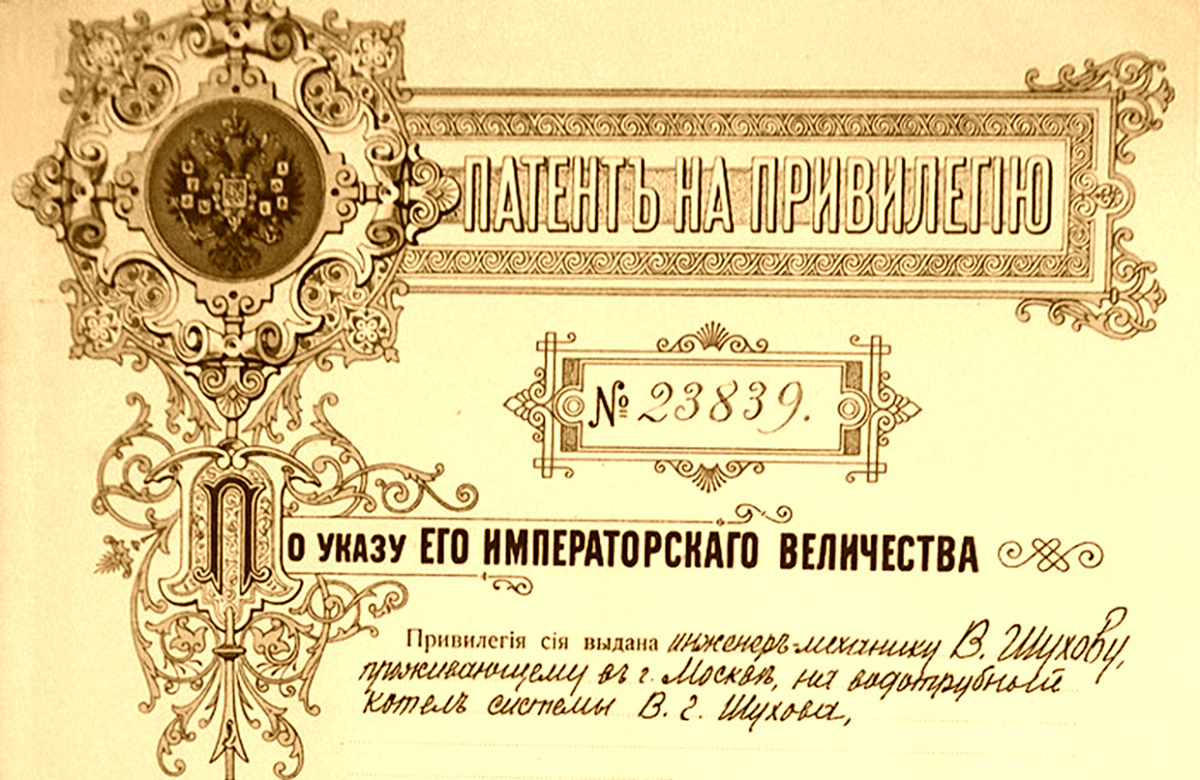 ПАТЕНТЪ НА ПРИВИЛЕГІЮ
№ 23839.
ПО УКАЗУ ЕГО ИМПЕРАТОРСКАГО ВЕЛИЧЕСТВА
Привилегія сія выдана инженеръ-механику В. Шухову,
проживающему въ г. Москвѣ, на водотрубный
котелъ системы В. Г. Шухова,